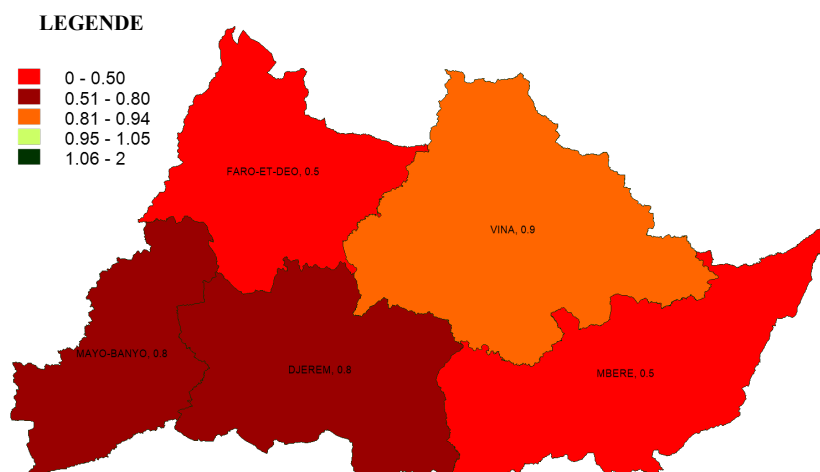 LEGENDE
0 - 0.50
0.51 - 0.80
0.81 - 0.94
0.95 - 1.05
1.06 - 2
FARO-ET-DEO, 0.5
VINA, 0.9
MAYO-BANYO, 0.8
DJEREM, 0.8
MBERE, 0.5